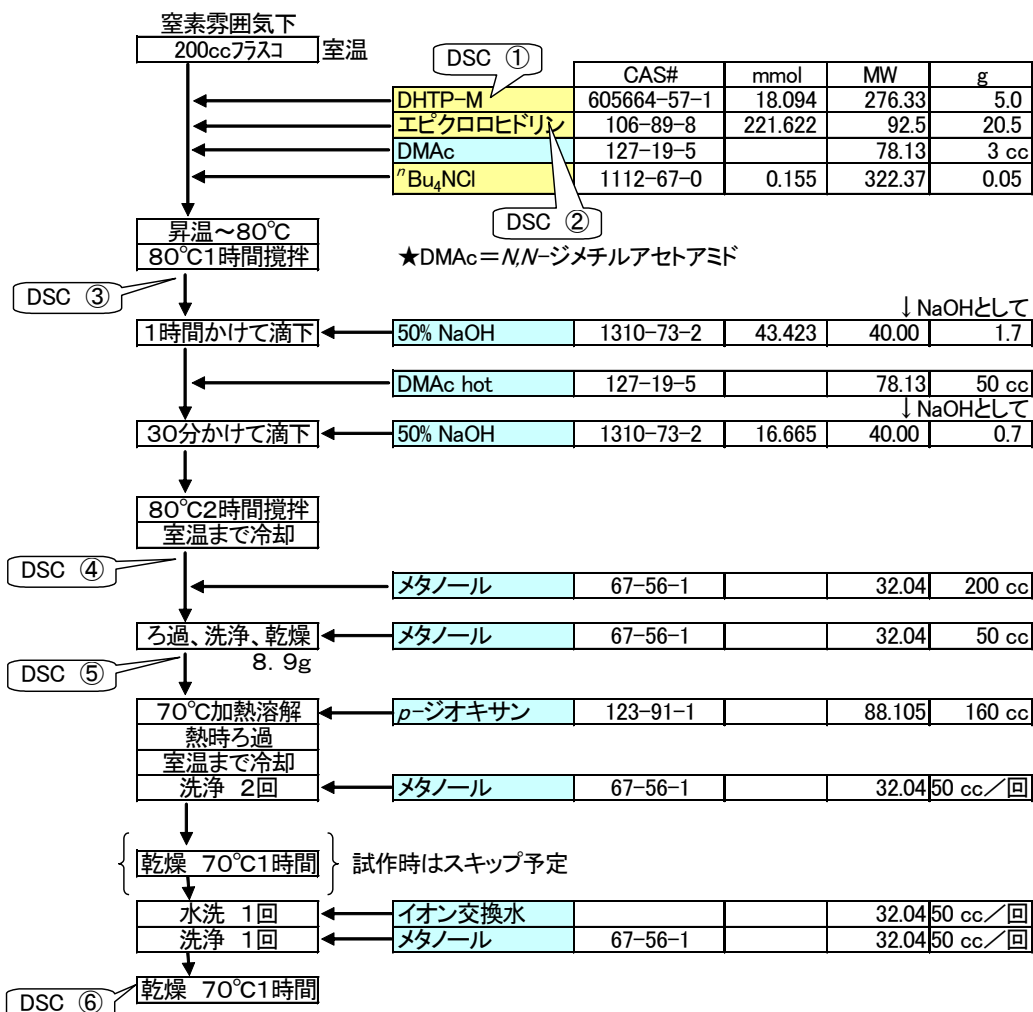 窒素雰囲気下
200ccフラスコ 室温
DSC ①
CAS# mmol MW g
DHTP-M 605664-57-1 18.094 276.33 5.0
エピクロロヒドリン 106-89-8 221.622 92.5 20.5
DMAc 127-19-5 78.13 3 cc
nBu4NCl 1112-67-0 0.155 322.37 0.05
DSC ②
昇温～80℃
80℃1時間攪拌
★DMAc＝N,N-ジメチルアセトアミド
DSC ③
↓NaOHとして
1時間かけて滴下 50% NaOH 1310-73-2 43.423 40.00 1.7
DMAc hot 127-19-5 78.13 50 cc
↓NaOHとして
30分かけて滴下 50% NaOH 1310-73-2 16.665 40.00 0.7
80℃2時間攪拌
室温まで冷却
DSC ④
メタノール 67-56-1 32.04 200 cc
ろ過、洗浄、乾燥 メタノール 67-56-1 32.04 50 cc
8．9g
DSC ⑤
70℃加熱溶解 p-ジオキサン 123-91-1 88.105 160 cc
熱時ろ過
室温まで冷却
洗浄 2回 メタノール 67-56-1 32.04 50 cc／回
乾燥 70℃1時間 試作時はスキップ予定
水洗 1回 イオン交換水 32.04 50 cc／回
洗浄 1回 メタノール 67-56-1 32.04 50 cc／回
乾燥 70℃1時間
DSC ⑥